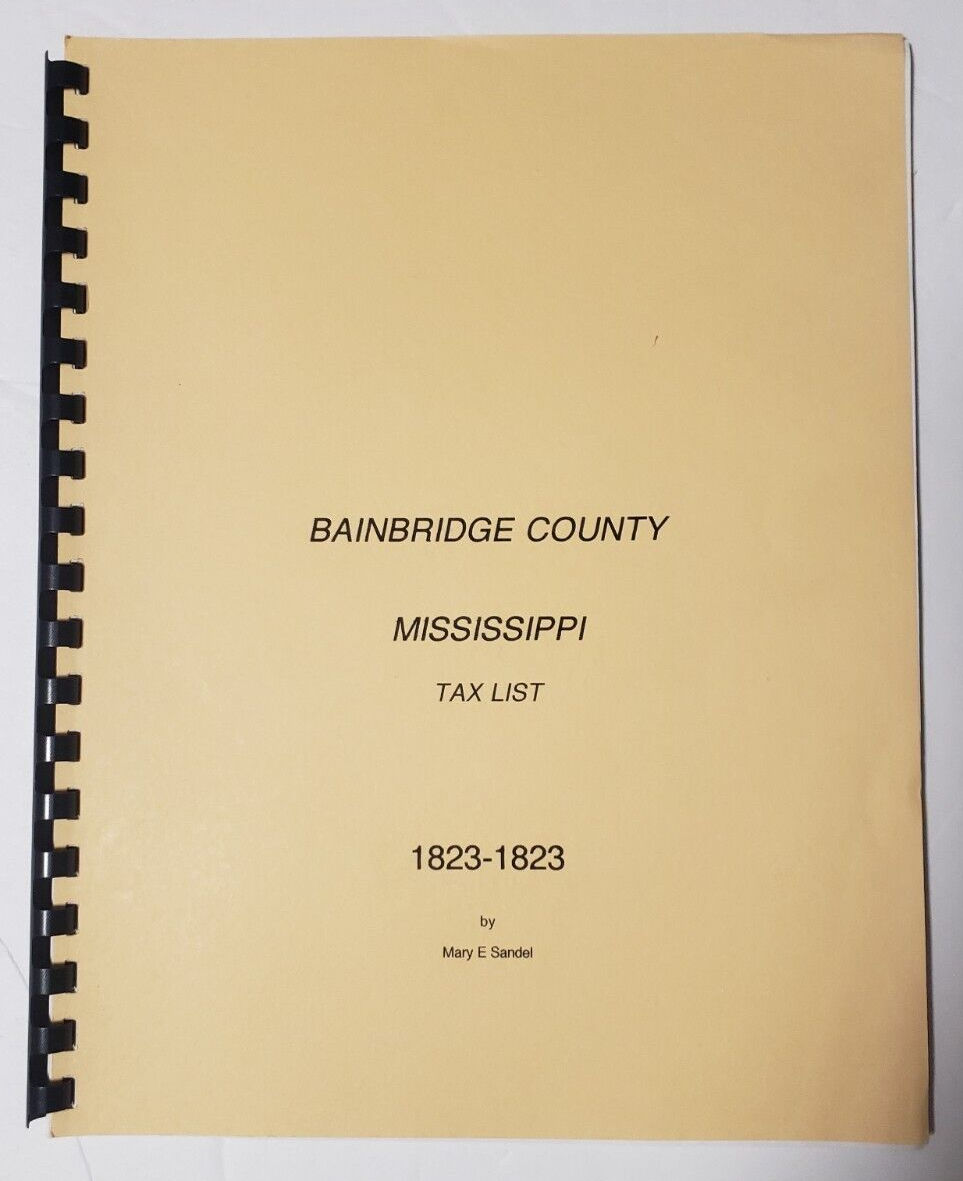 BAINBRIDGE COUNTY
MISSISSIPPI
TAX LIST
1823-1823
by
Mary E Sandel